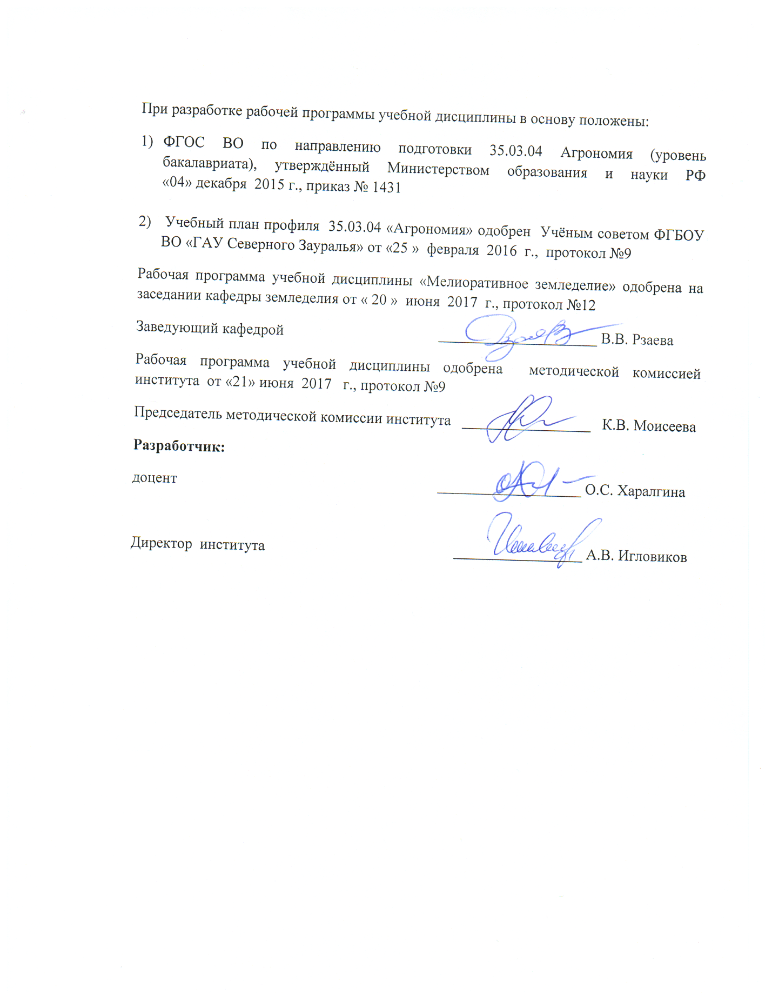 При разработке рабочей программы учебной дисциплины в основу положены:
1) ФГОС ВО по направлению подготовки 35.03.04 Агрономия (уровень
бакалавриата), утверждённый Министерством образования и науки РФ
«04» декабря 2015 г., приказ № 1431
2) Учебный план профиля 35.03.04 «Агрономия» одобрен Учёным советом ФГБОУ
ВО «ГАУ Северного Зауралья» от «25 » февраля 2016 г., протокол №9
Рабочая программа учебной дисциплины «Мелиоративное земледелие» одобрена на
заседании кафедры земледелия от « 20 » июня 2017 г., протокол №12
Заведующий кафедрой В.В. Рзаева
Рабочая программа учебной дисциплины одобрена методической комиссией
института от «21» июня 2017 г., протокол №9
Председатель методической комиссии института К.В. Моисеева
Разработчик:
доцент О.С. Харалгина
Директор института А.В. Игловиков